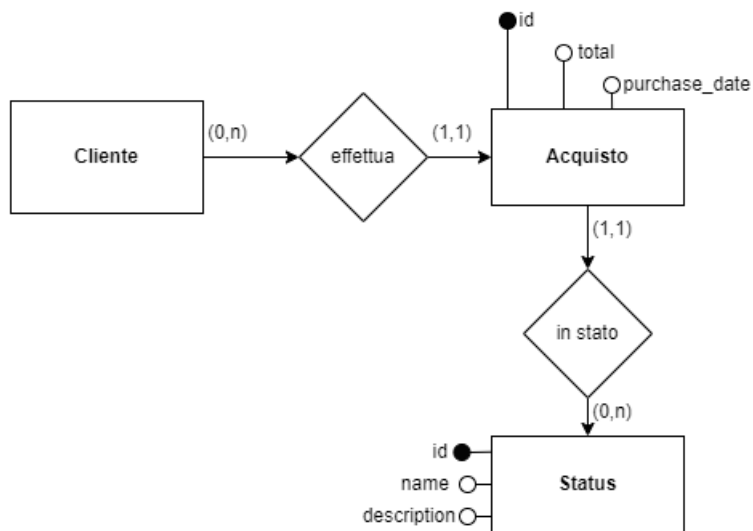 id
total
purchase_date
(0,n)
(1,1)
Cliente
effettua
Acquisto
(1,1)
in stato
(0,n)
id
name
Status
description